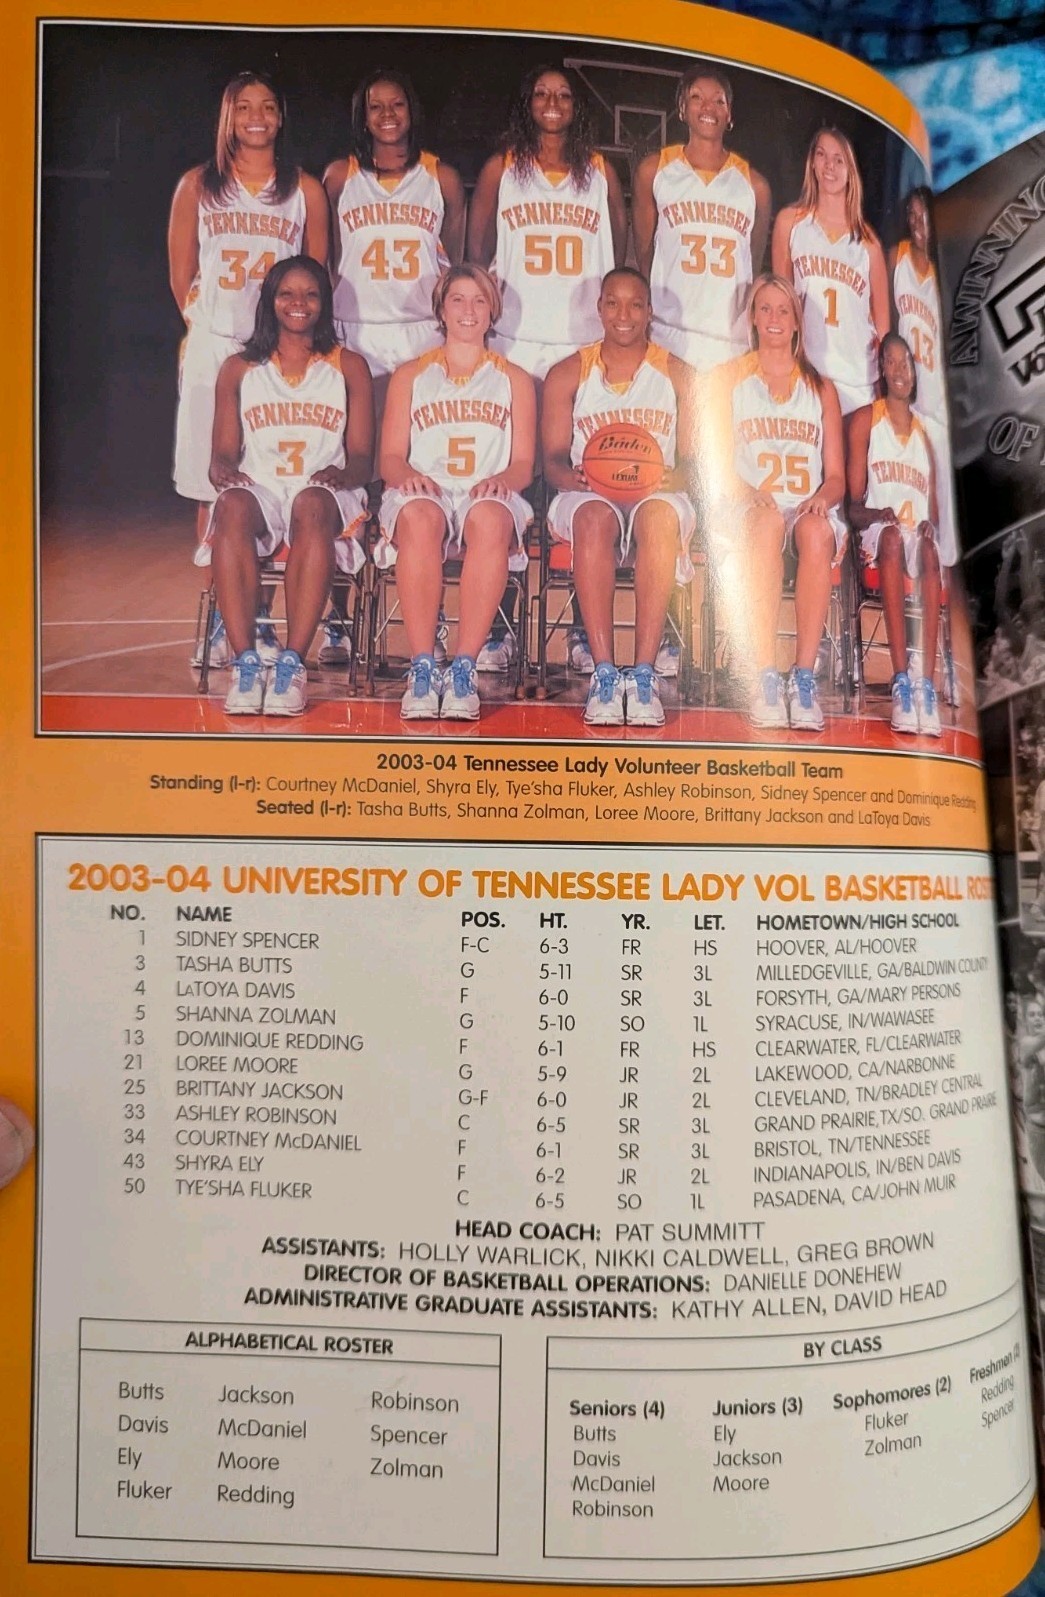 TENNESSEE
34
TENNESSEE
43
TENNESSEE
50
TENNESSEE
33
TENNESSEE
1
TENNESSEE
13
TENNESSEE
3
TENNESSEE
5
TENNESSEE
Baden
LEXUM
TENNESSEE
25
TENNESSEE
4
AWINNING
T
OF
2003-04 Tennessee Lady Volunteer Basketball Team
Standing (l-r): Courtney McDaniel, Shyra Ely, Tye'sha Fluker, Ashley Robinson, Sidney Spencer and Dominique Redding
Seated (l-r): Tasha Butts, Shanna Zolman, Loree Moore, Brittany Jackson and LaToya Davis
2003-04 UNIVERSITY OF TENNESSEE LADY VOL BASKETBALL
NO. NAME POS. HT. YR. LET. HOMETOWN/HIGH SCHOOL
1 SIDNEY SPENCER F-C 6-3 FR HS HOOVER, AL/HOOVER
3 TASHA BUTTS G 5-11 SR 3L MILLEDGEVILLE, GA/BALDWIN COUNTY
4 LATOYA DAVIS F 6-0 SR 3L FORSYTH, GA/MARY PERSONS
5 SHANNA ZOLMAN G 5-10 SO 1L SYRACUSE, IN/WAWASEE
13 DOMINIQUE REDDING F 6-1 FR HS CLEARWATER, FL/CLEARWATER
21 LOREE MOORE G 5-9 JR 2L LAKEWOOD, CA/NARBONNE
25 BRITTANY JACKSON G-F 6-0 JR 2L CLEVELAND, TN/BRADLEY CENTRAL
33 ASHLEY ROBINSON C 6-5 SR 3L GRAND PRAIRIE,TX/SO. GRAND PRAIRIE
34 COURTNEY McDANIEL F 6-1 SR 3L BRISTOL, TN/TENNESSEE
43 SHYRA ELY F 6-2 JR 2L INDIANAPOLIS, IN/BEN DAVIS
50 TYE'SHA FLUKER C 6-5 SO 1L PASADENA, CA/JOHN MUIR
HEAD COACH: PAT SUMMITT
ASSISTANTS: HOLLY WARLICK, NIKKI CALDWELL, GREG BROWN
DIRECTOR OF BASKETBALL OPERATIONS: DANIELLE DONEHEW
ADMINISTRATIVE GRADUATE ASSISTANTS: KATHY ALLEN, DAVID HEAD
ALPHABETICAL ROSTER
Butts Jackson Robinson
Davis McDaniel Spencer
Ely Moore Zolman
Fluker Redding
BY CLASS
Seniors (4) Juniors (3) Sophomores (2) Freshmen
Butts Ely Fluker Redding
Davis Jackson Zolman Spencer
McDaniel Moore
Robinson